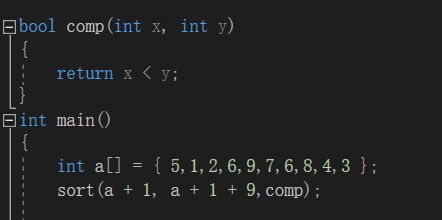 bool comp(int x, int y)
{
return x < y;
}
int main()
{
int a[] = { 5,1,2,6,9,7,6,8,4,3 };
sort(a + 1, a + 1 + 9,comp);